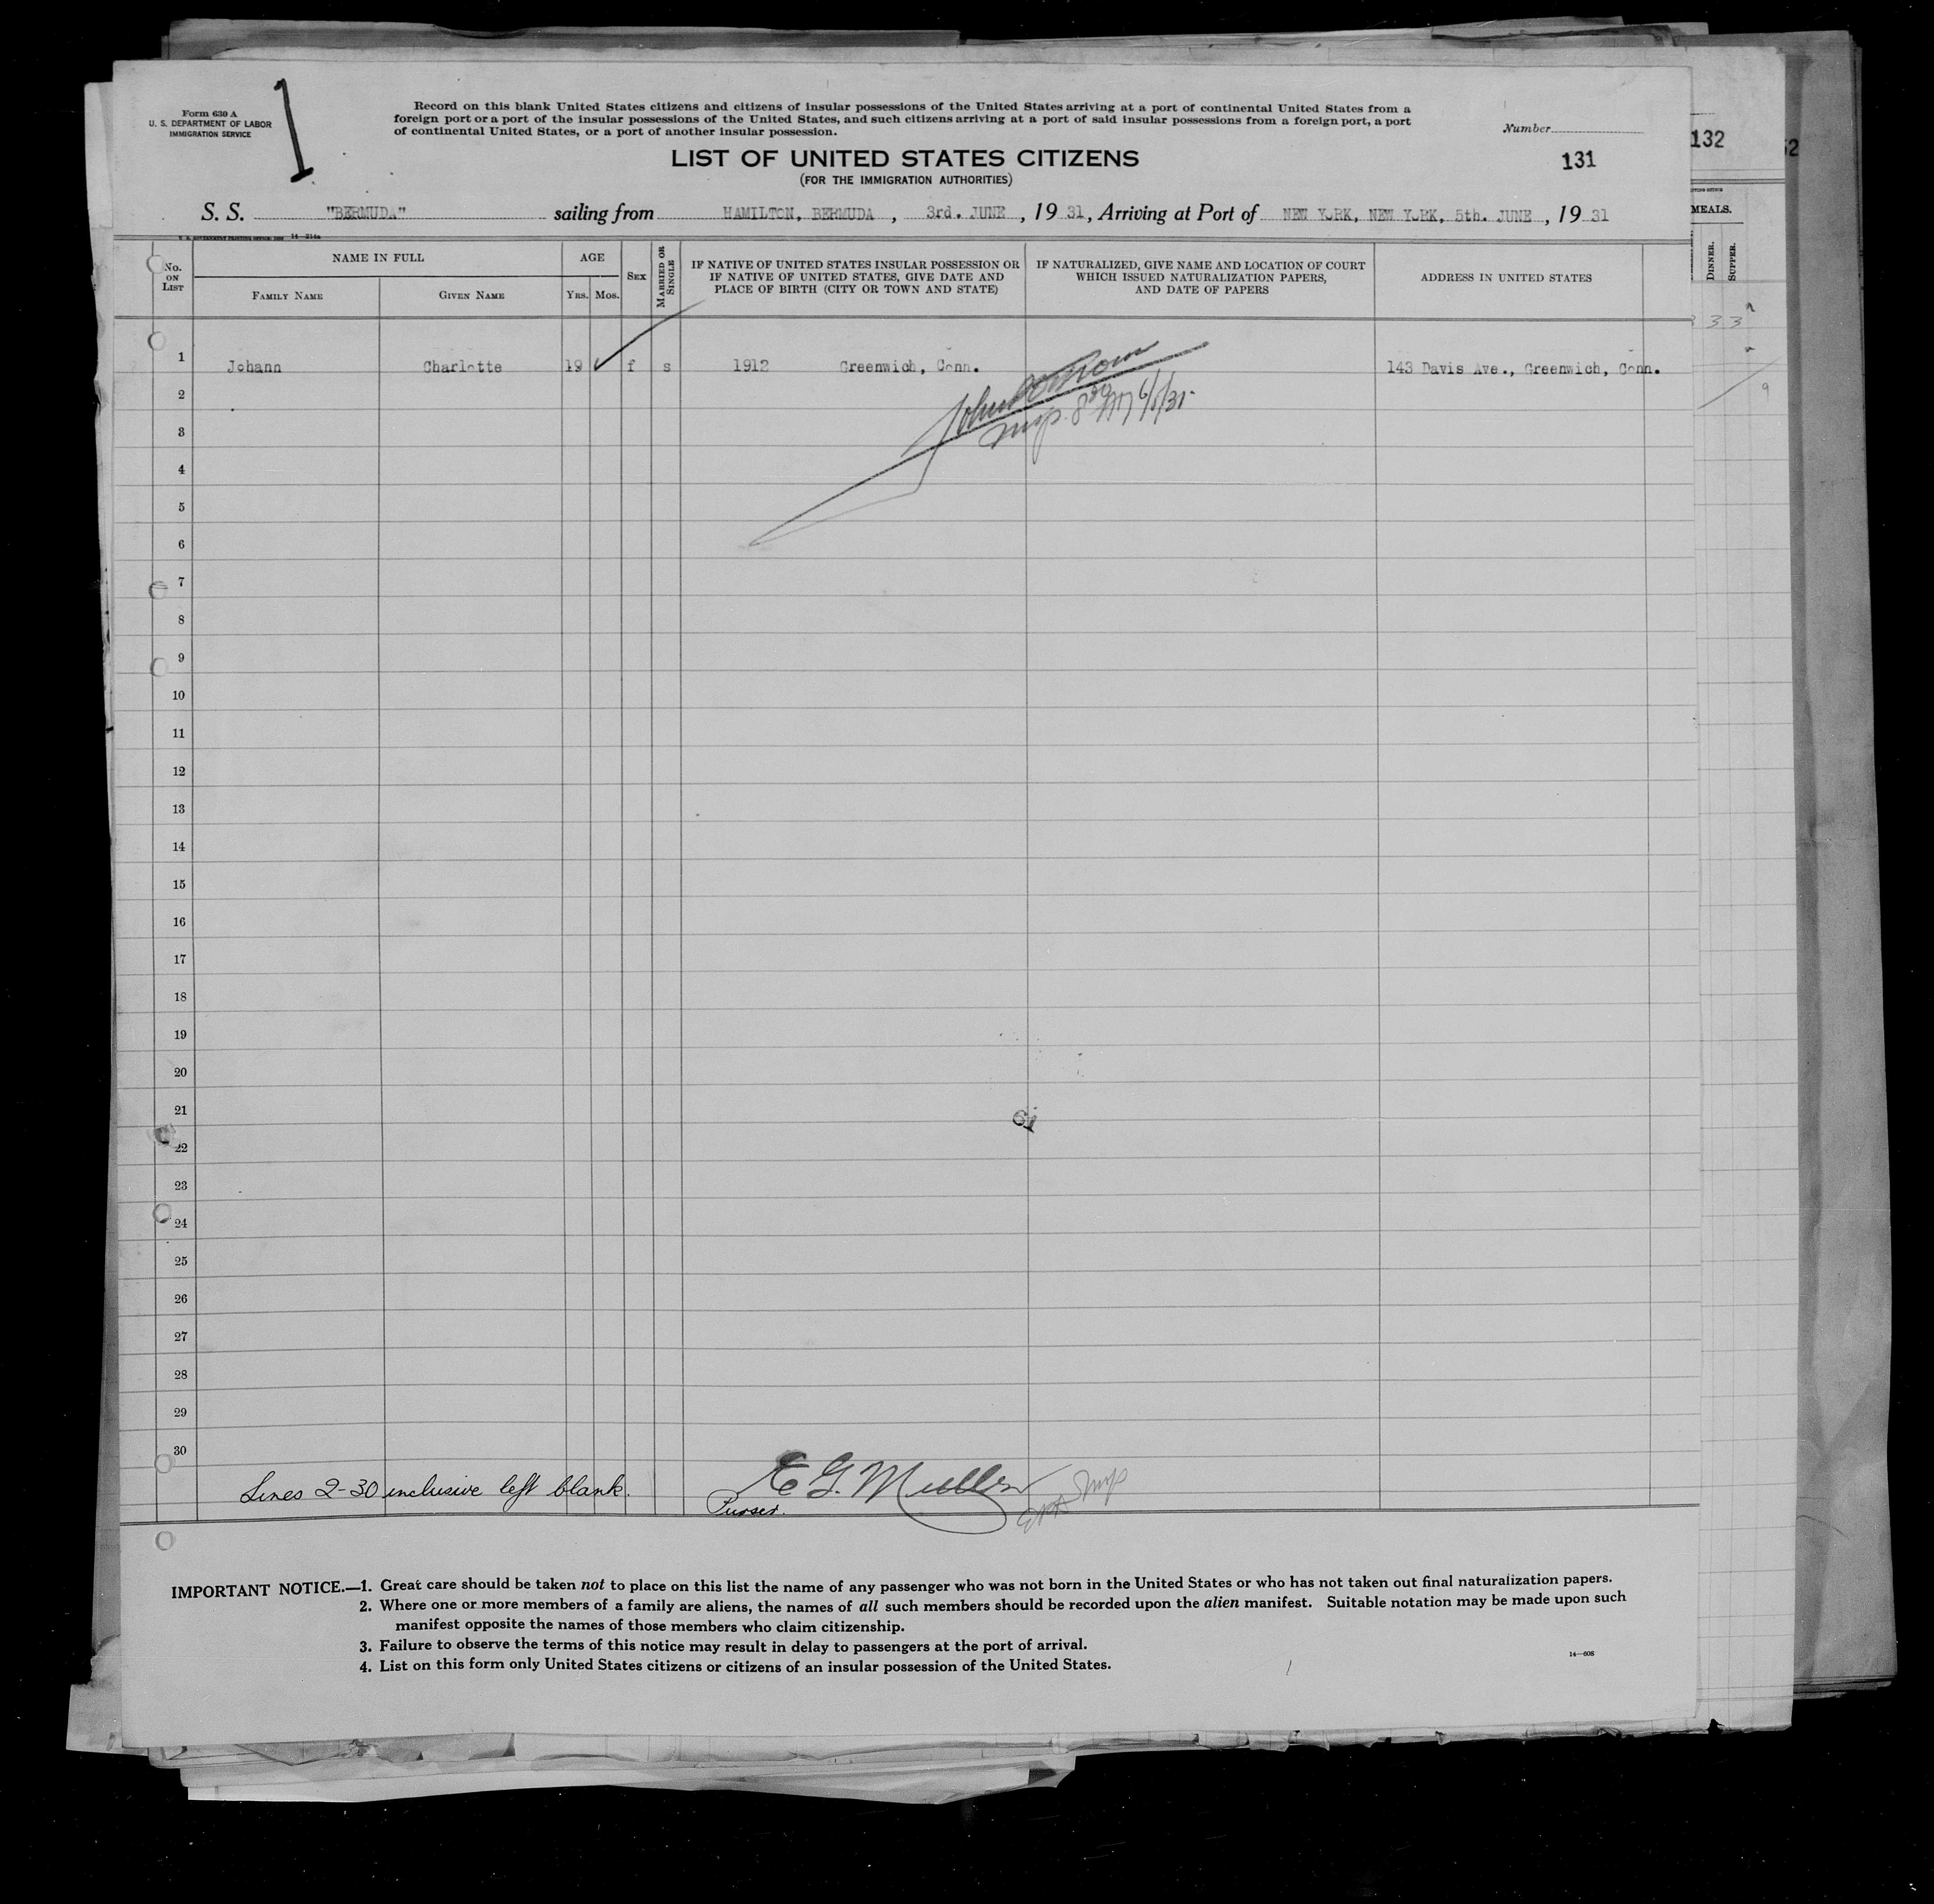 Form 630 A
U. S. DEPARTMENT OF LABOR
IMMIGRATION SERVICE
1
Record on this blank United States citizens and citizens of insular possessions of the United States arriving at a port of continental United States from a
foreign port or a port of the insular possessions of the United States, and such citizens arriving at a port of said insular possessions from a foreign port, a port
of continental United States, or a port of another insular possession.
Number
LIST OF UNITED STATES CITIZENS
(FOR THE IMMIGRATION AUTHORITIES)
131
132
S. S. "BERMUDA" sailing from HAMILTON, BERMUDA, 3rd. JUNE, 1931, Arriving at Port of NEW YORK, NEW YORK, 5th. JUNE, 1931
MEALS.
DINNER.
SUPPER.
No. ON LIST
NAME IN FULL
FAMILY NAME
GIVEN NAME
AGE
YRS.
MOS.
SEX
MARRIED OR SINGLE
IF NATIVE OF UNITED STATES INSULAR POSSESSION OR
IF NATIVE OF UNITED STATES, GIVE DATE AND
PLACE OF BIRTH (CITY OR TOWN AND STATE)
IF NATURALIZED, GIVE NAME AND LOCATION OF COURT
WHICH ISSUED NATURALIZATION PAPERS,
AND DATE OF PAPERS
ADDRESS IN UNITED STATES
3 3
1 Johann Charlotte 19 f s 1912 Greenwich, Conn. 143 Davis Ave., Greenwich, Conn.
2
3
4
5
6
7
8
9
10
11
12
13
14
15
16
17
18
19
20
21
22
23
24
25
26
27
28
29
30
Lines 2-30 inclusive left blank.
E G. Muller
Purser.
IMPORTANT NOTICE.—1. Great care should be taken not to place on this list the name of any passenger who was not born in the United States or who has not taken out final naturalization papers.
2. Where one or more members of a family are aliens, the names of all such members should be recorded upon the alien manifest. Suitable notation may be made upon such
manifest opposite the names of those members who claim citizenship.
3. Failure to observe the terms of this notice may result in delay to passengers at the port of arrival.
4. List on this form only United States citizens or citizens of an insular possession of the United States.
14—608